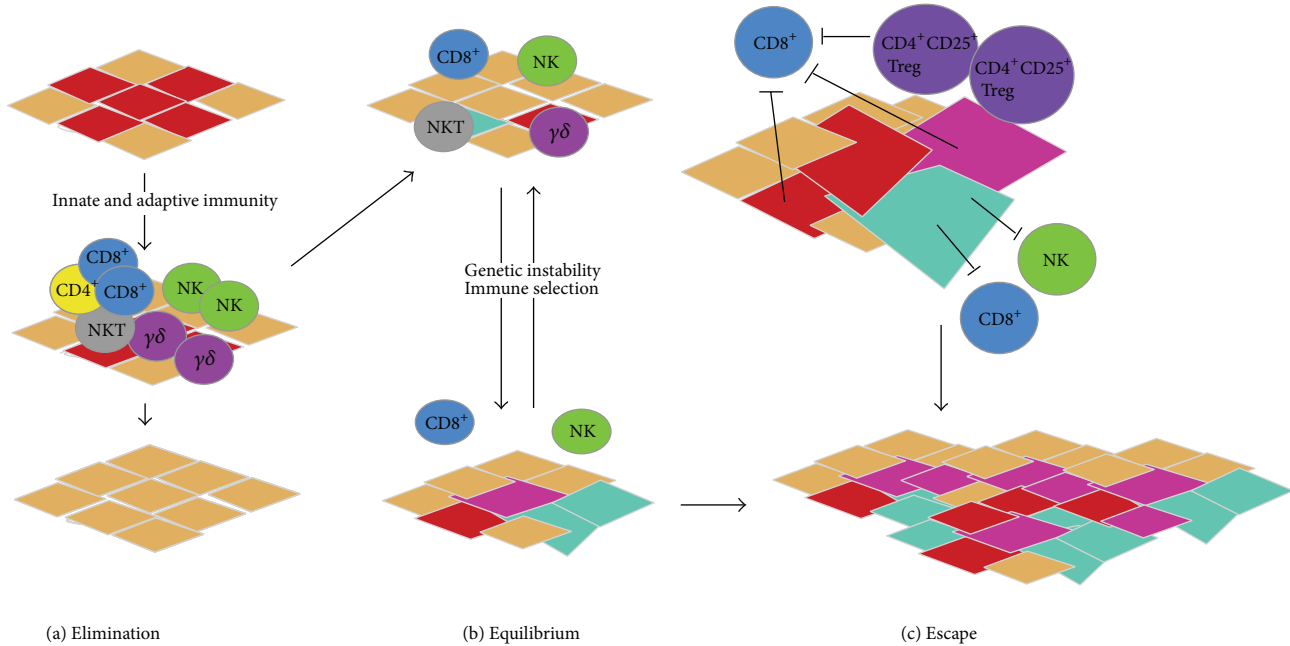 Innate and adaptive immunity
CD8⁺
CD4⁺
CD8⁺
NK
NK
NKT
γδ
γδ
(a) Elimination
CD8⁺
NK
NKT
γδ
Genetic instability
Immune selection
CD8⁺
NK
(b) Equilibrium
CD8⁺
CD4⁺CD25⁺
Treg
CD4⁺CD25⁺
Treg
NK
CD8⁺
(c) Escape